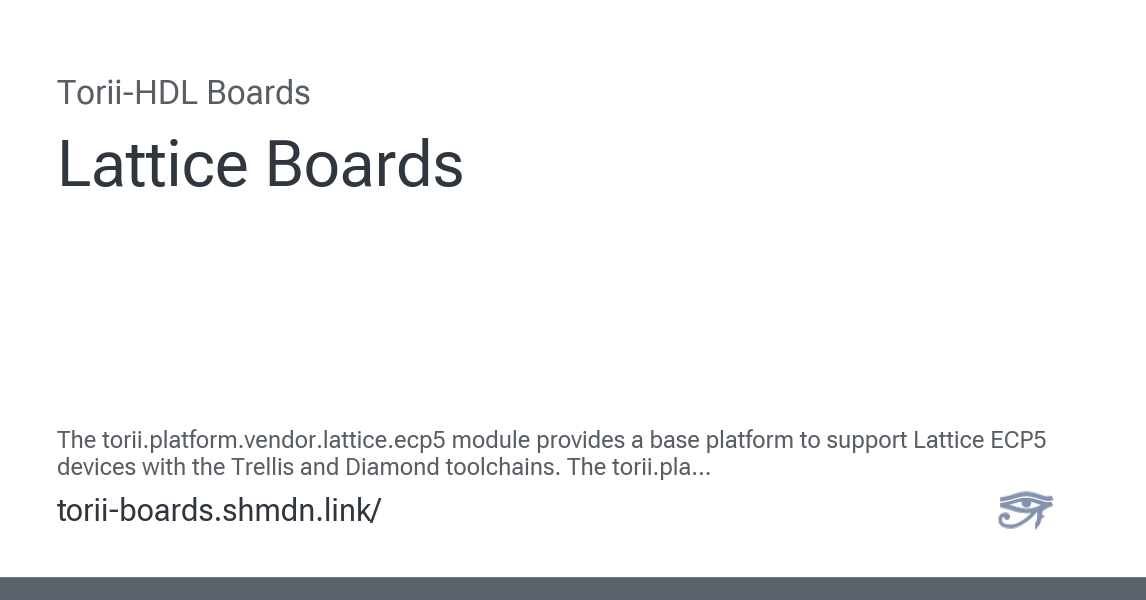 Torii-HDL Boards
Lattice Boards
The torii.platform.vendor.lattice.ecp5 module provides a base platform to support Lattice ECP5
devices with the Trellis and Diamond toolchains. The torii.pla...
torii-boards.shmdn.link/